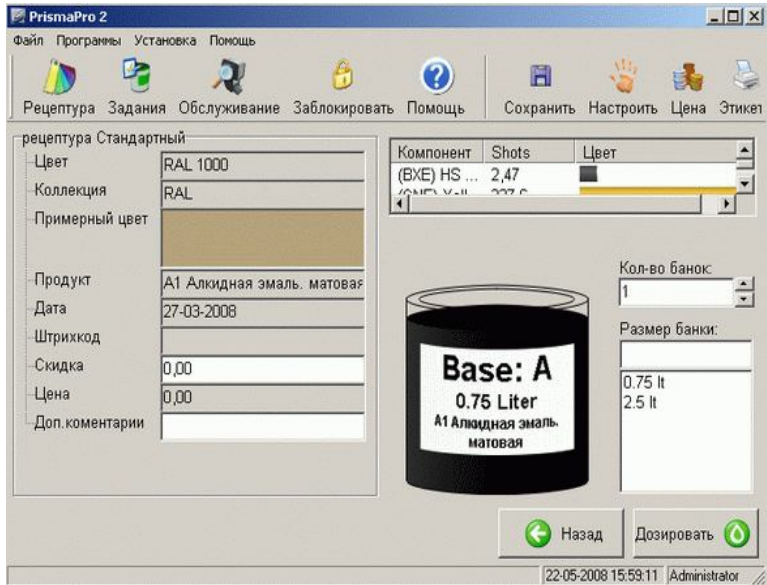 PrismaPro 2
Файл Программы Установка Помощь
Рецептура Задания Обслуживание Заблокировать Помощь Сохранить Настроить Цена Этикет
рецептура Стандартный
Цвет RAL 1000
Коллекция RAL
Примерный цвет
Продукт А1 Алкидная эмаль. матовая
Дата 27-03-2008
Штрихкод
Скидка 0,00
Цена 0,00
Доп.коментарии
Компонент Shots Цвет
(BXE) HS ... 2,47
Кол-во банок:
1
Размер банки:
0.75 lt
2.5 lt
Base: A
0.75 Liter
А1 Алкидная эмаль.
матовая
Назад Дозировать
22-05-2008 15:59:11 Administrator